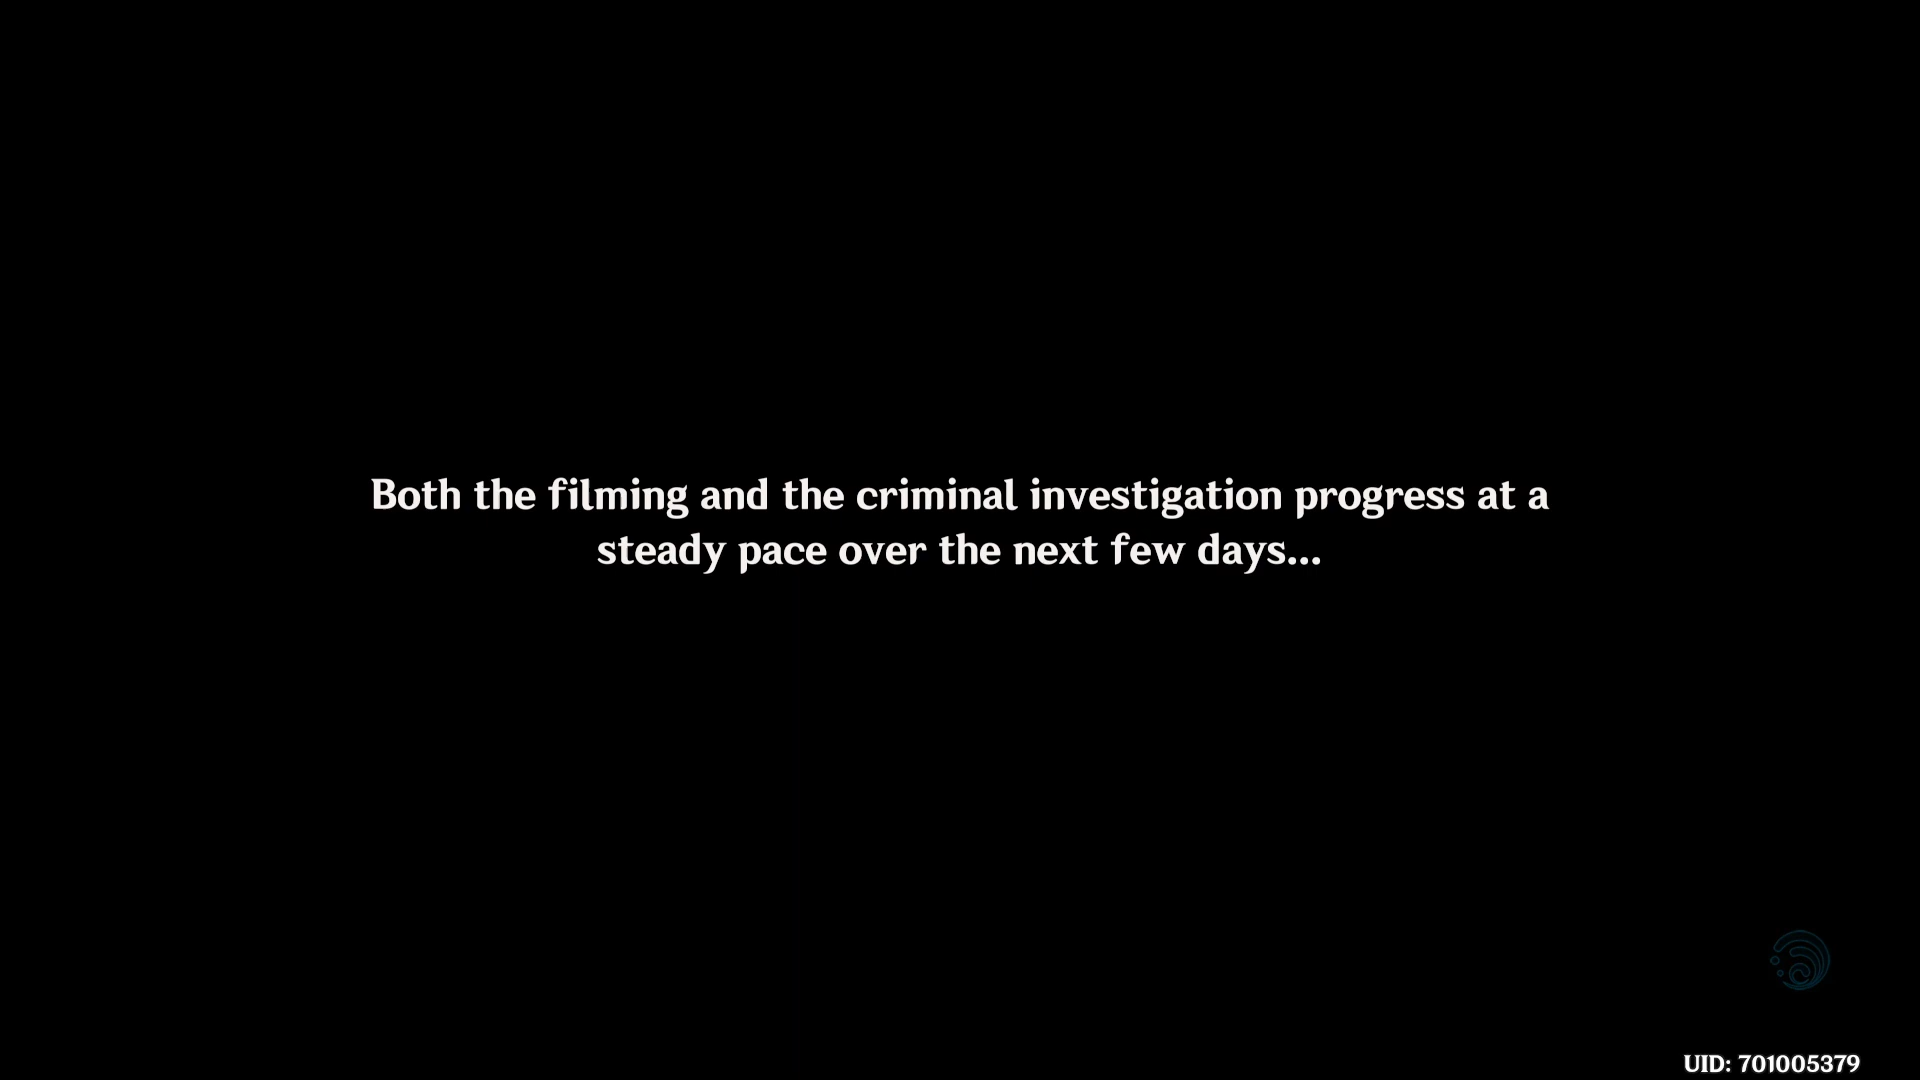 Both the filming and the criminal investigation progress at a
steady pace over the next few days...
UID: 701005379